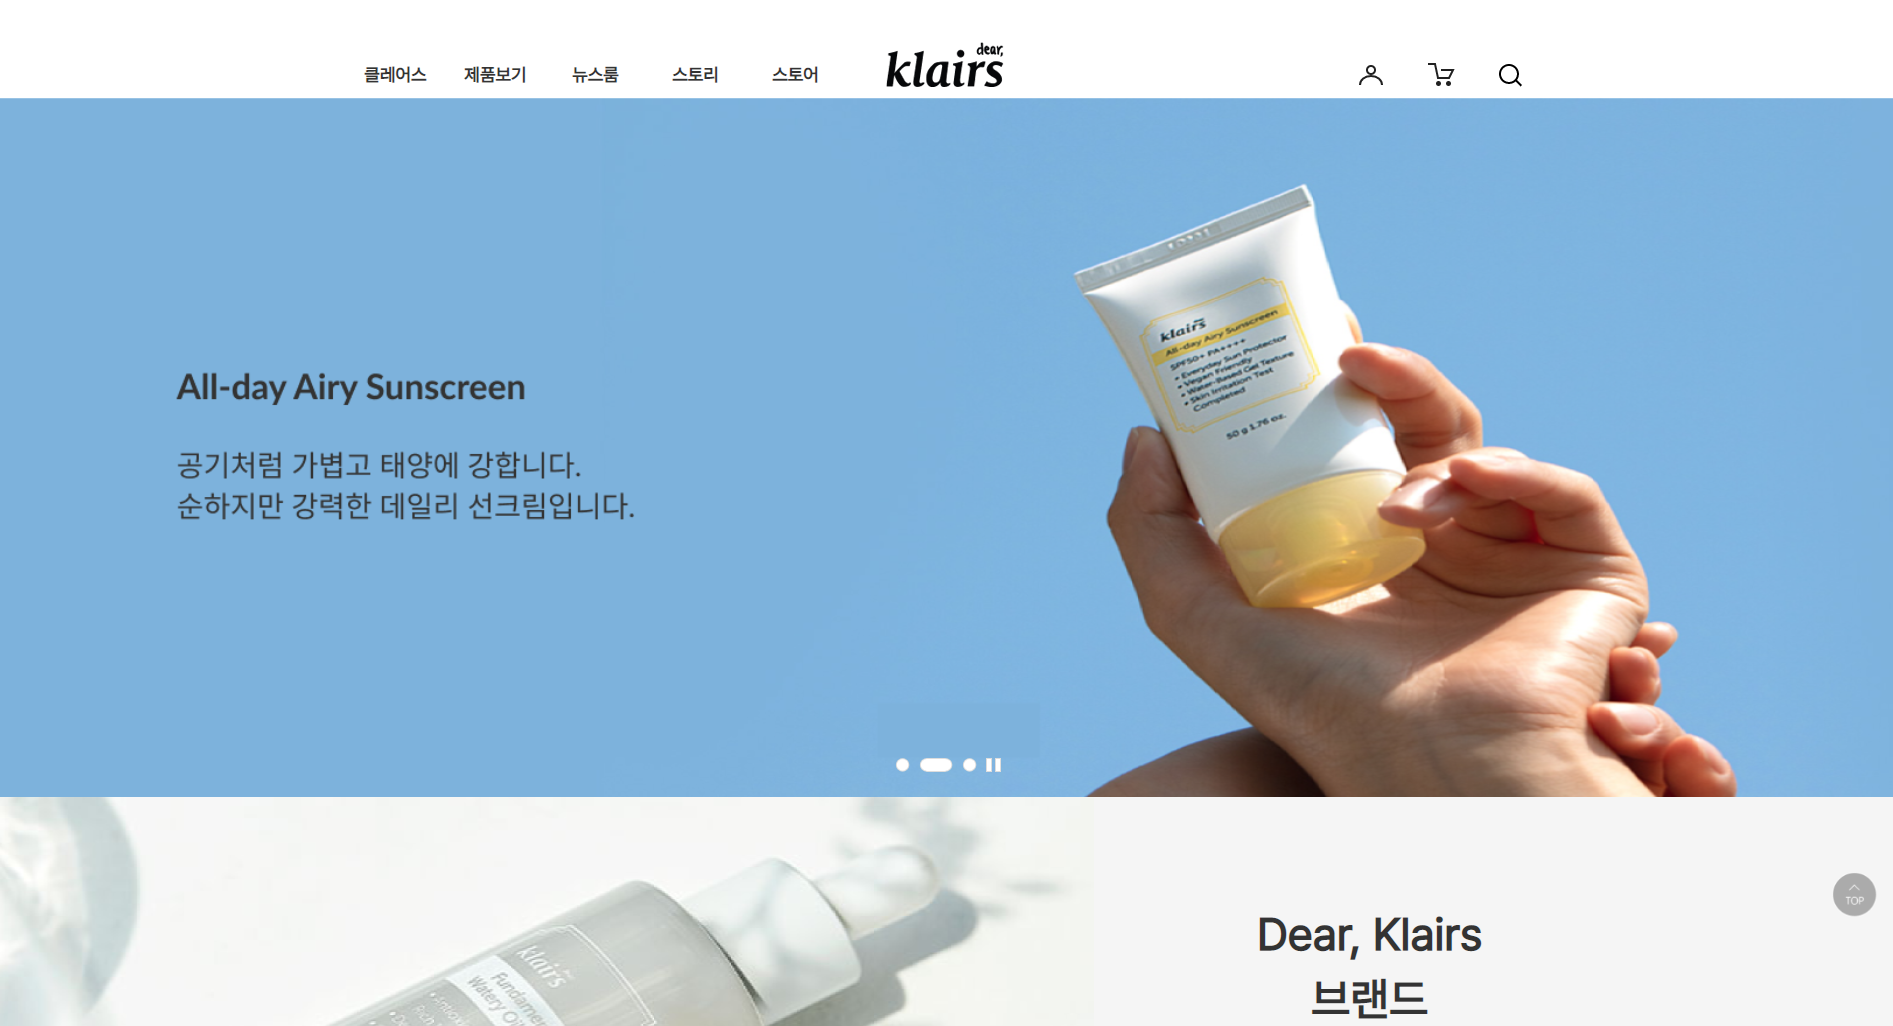 클레어스
제품보기
뉴스룸
스토리
스토어
dear,
klairs
All-day Airy Sunscreen
공기처럼 가볍고 태양에 강합니다.
순하지만 강력한 데일리 선크림입니다.
klairs
All-day Airy Sunscreen
SPF50+ PA++++
• Everyday Sun Protector
• Vegan Friendly
• Water-Based Gel Texture
• Skin Irritation Test
Completed
50 g 1.76 oz.
TOP
Dear, Klairs
브랜드
klairs
Watery
Rich